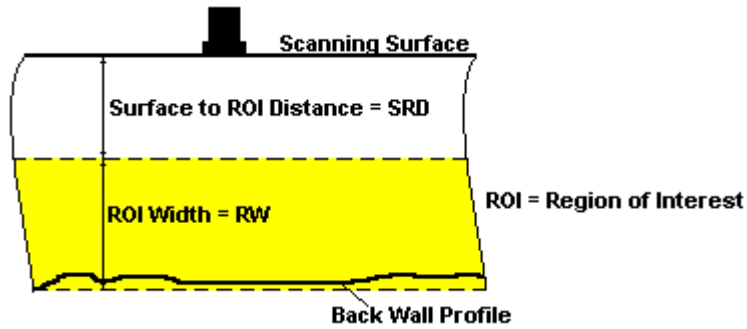 Scanning Surface
Surface to ROI Distance = SRD
ROI = Region of Interest
ROI Width = RW
Back Wall Profile